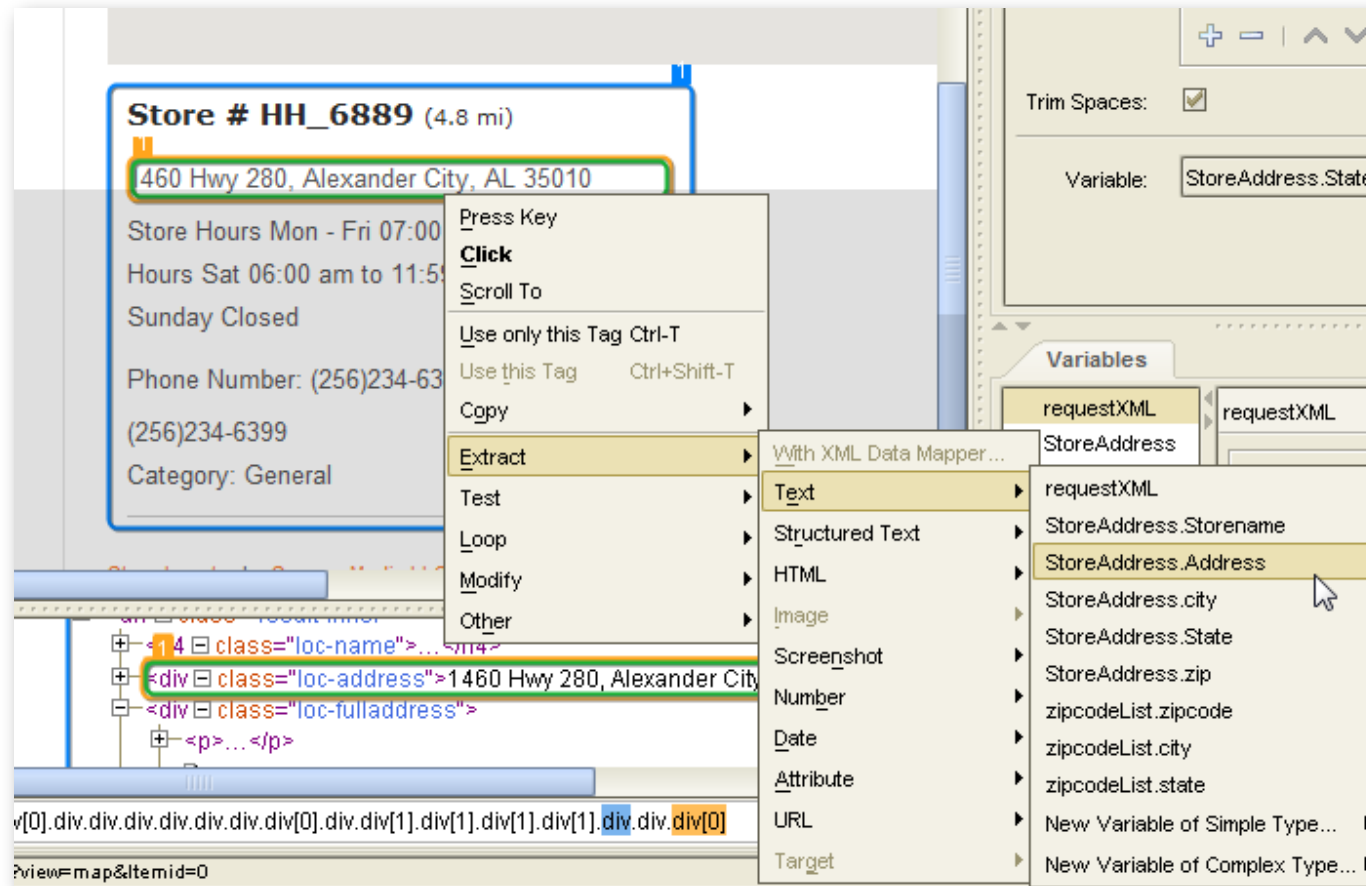 1
Store # HH_6889 (4.8 mi)
1
1460 Hwy 280, Alexander City, AL 35010
Store Hours Mon - Fri 07:00
Hours Sat 06:00 am to 11:59
Sunday Closed
Phone Number: (256)234-63
(256)234-6399
Category: General
Press Key
Click
Scroll To
Use only this Tag Ctrl-T
Use this Tag Ctrl+Shift-T
Copy
Extract
Test
Loop
Modify
Other
With XML Data Mapper...
Text
Structured Text
HTML
Image
Screenshot
Number
Date
Attribute
URL
Target
requestXML
StoreAddress.Storename
StoreAddress.Address
StoreAddress.city
StoreAddress.State
StoreAddress.zip
zipcodeList.zipcode
zipcodeList.city
zipcodeList.state
New Variable of Simple Type...
New Variable of Complex Type...
Trim Spaces:
Variable: StoreAddress.State
Variables
requestXML
StoreAddress
requestXML
1
class="loc-name">...</h4>
<div class="loc-address">1460 Hwy 280, Alexander City
<div class="loc-fulladdress">
<p>...</p>
v[0].div.div.div.div.div.div.div[0].div.div[1].div[1].div[1].div[1].div.div.div[0]
?view=map&Itemid=0